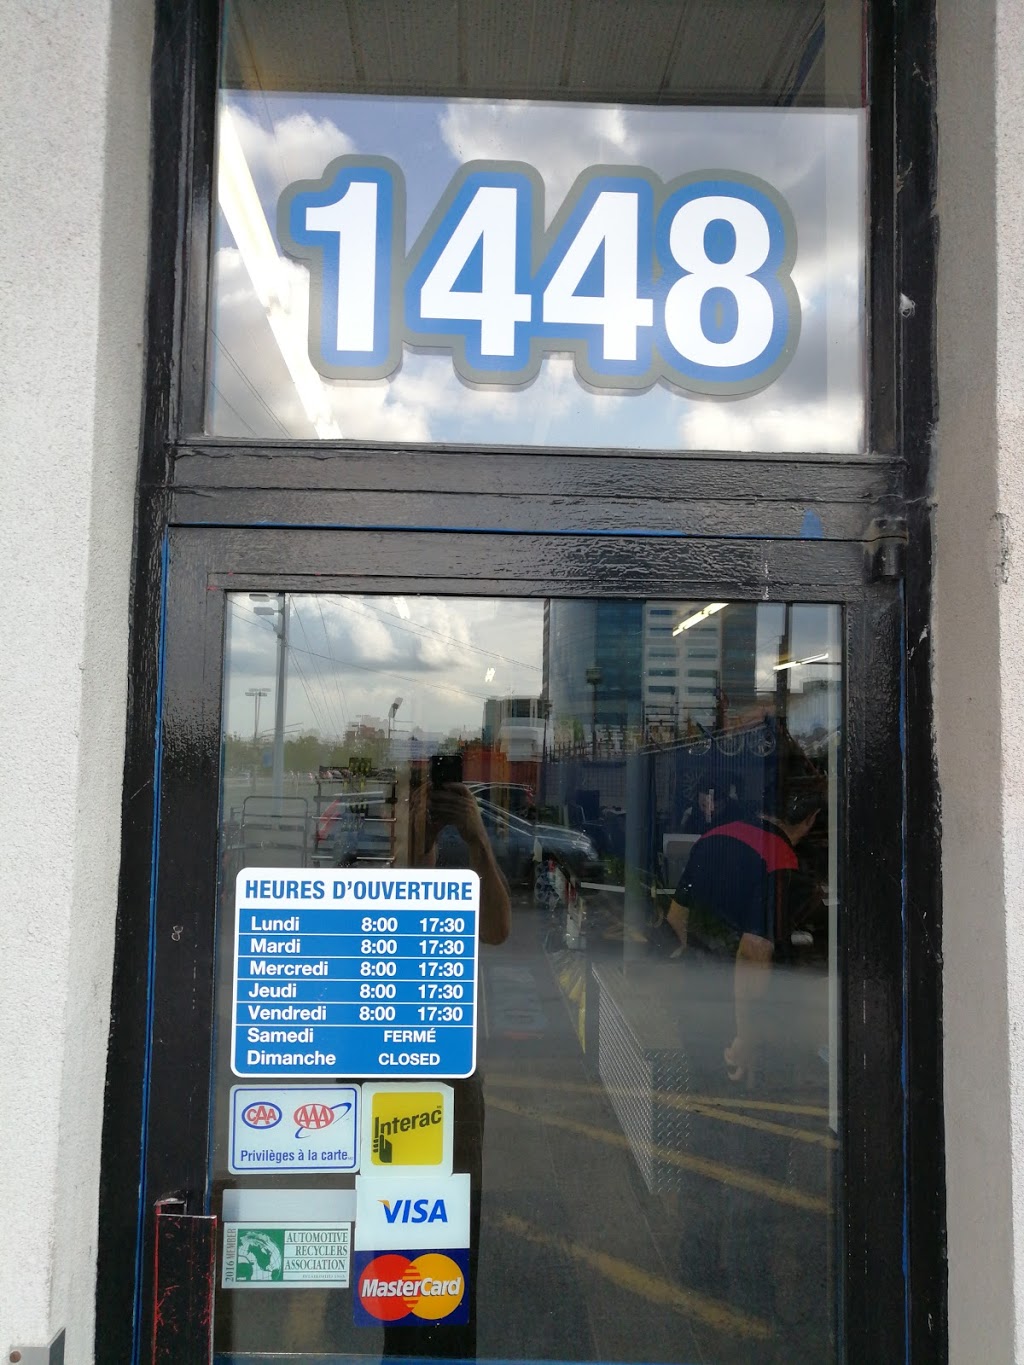 1448
HEURES D'OUVERTURE
Lundi 8:00 17:30
Mardi 8:00 17:30
Mercredi 8:00 17:30
Jeudi 8:00 17:30
Vendredi 8:00 17:30
Samedi FERMÉ
Dimanche CLOSED
CAA AAA
Privilèges à la carte
Interac
VISA
MasterCard
2016 MEMBER
AUTOMOTIVE
RECYCLERS
ASSOCIATION